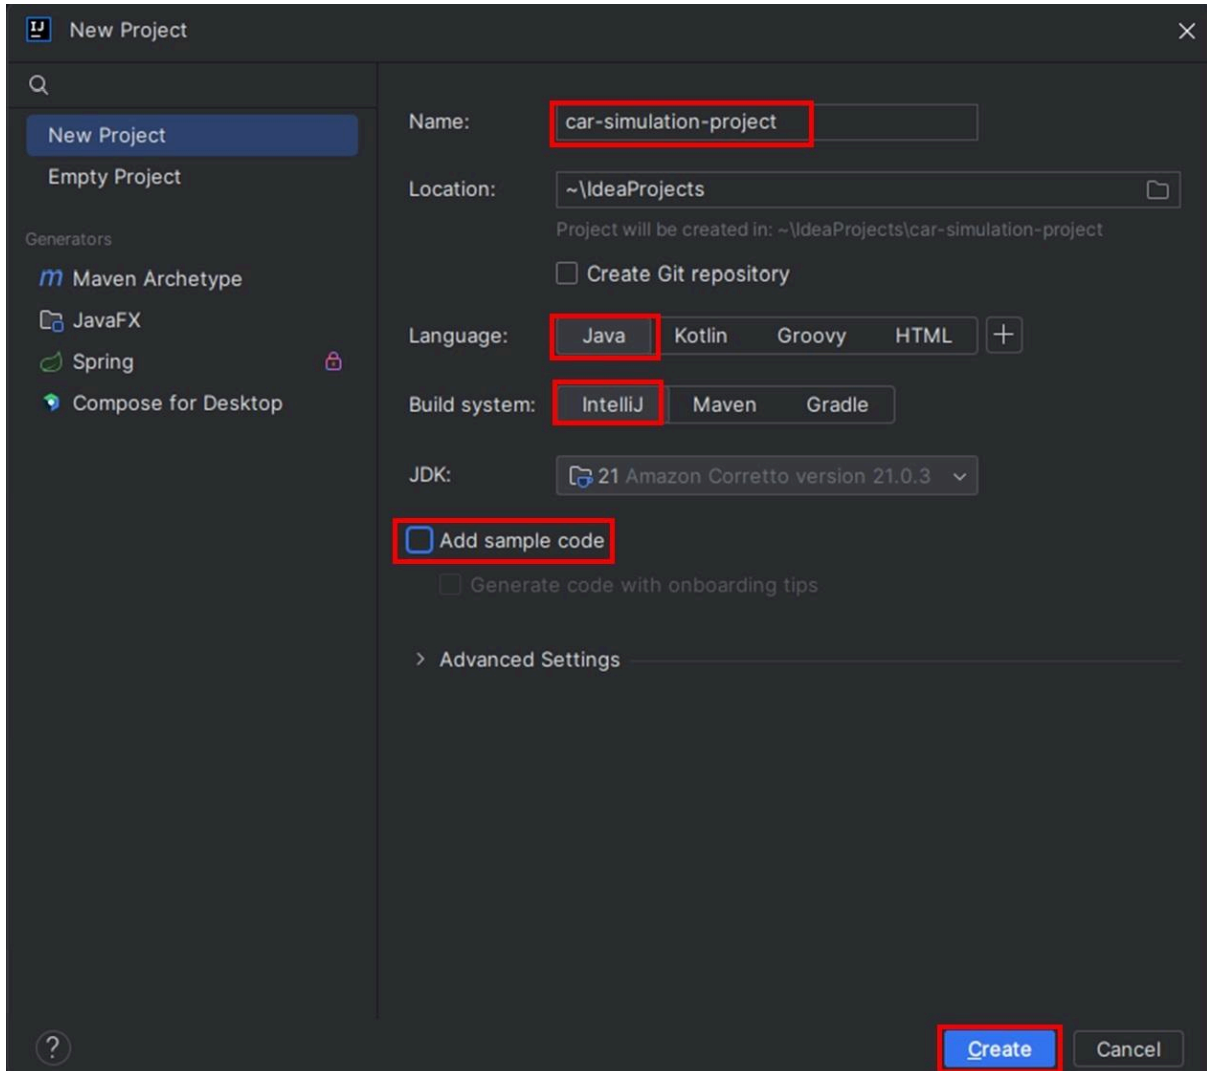 New Project
New Project
Empty Project
Generators
Maven Archetype
JavaFX
Spring
Compose for Desktop
Name: car-simulation-project
Location: ~\IdeaProjects
Project will be created in: ~\IdeaProjects\car-simulation-project
Create Git repository
Language: Java Kotlin Groovy HTML +
Build system: IntelliJ Maven Gradle
JDK: 21 Amazon Corretto version 21.0.3
Add sample code
Generate code with onboarding tips
> Advanced Settings
? Create Cancel